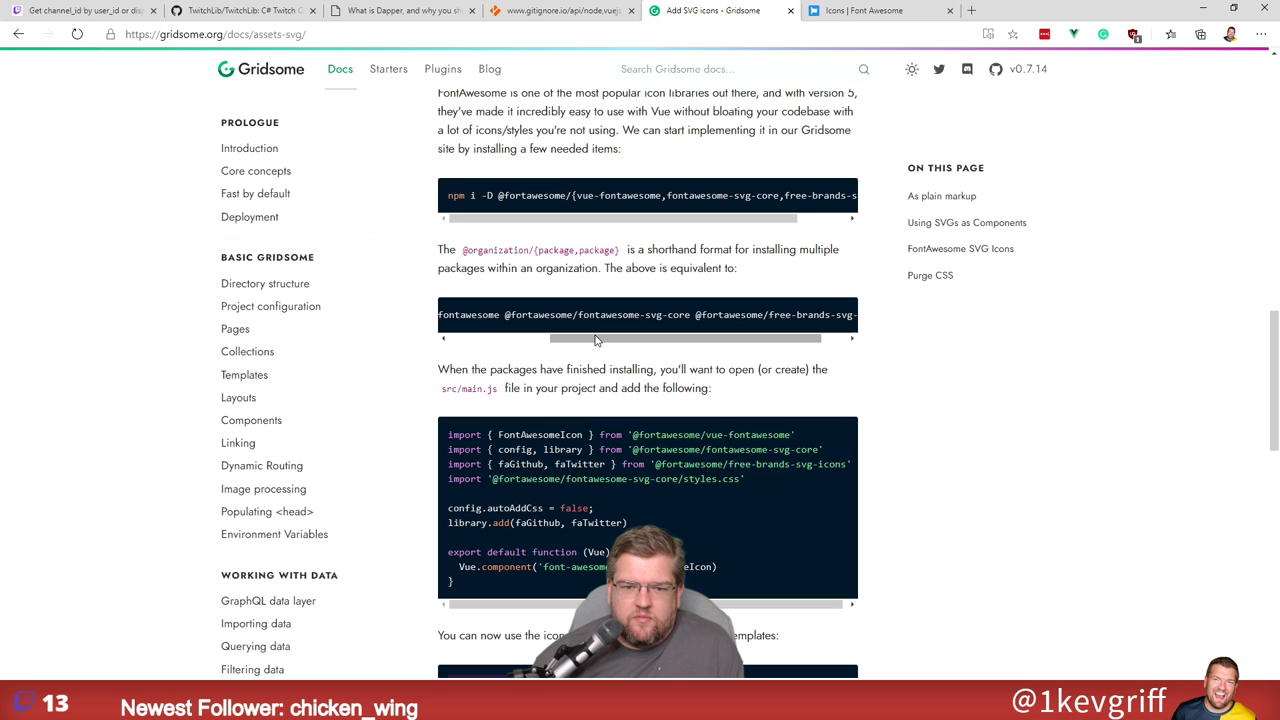 Get channel_id by user_id or api
TwitchLib/TwitchLib: C# Twitch C
What is Dapper, and why you sh
www.gitignore.io/api/node,vuejs
Add SVG icons - Gridsome
Icons | Font Awesome
https://gridsome.org/docs/assets-svg/
Gridsome
Docs
Starters
Plugins
Blog
Search Gridsome docs...
v0.7.14
PROLOGUE
Introduction
Core concepts
Fast by default
Deployment
BASIC GRIDSOME
Directory structure
Project configuration
Pages
Collections
Templates
Layouts
Components
Linking
Dynamic Routing
Image processing
Populating <head>
Environment Variables
WORKING WITH DATA
GraphQL data layer
Importing data
Querying data
Filtering data
FontAwesome is one of the most popular icon libraries out there, and with version 5,
they've made it incredibly easy to use with Vue without bloating your codebase with
a lot of icons/styles you're not using. We can start implementing it in our Gridsome
site by installing a few needed items:
npm i -D @fortawesome/{vue-fontawesome,fontawesome-svg-core,free-brands-s
The @organization/{package,package} is a shorthand format for installing multiple
packages within an organization. The above is equivalent to:
fontawesome @fortawesome/fontawesome-svg-core @fortawesome/free-brands-svg-
When the packages have finished installing, you'll want to open (or create) the
src/main.js file in your project and add the following:
import { FontAwesomeIcon } from '@fortawesome/vue-fontawesome'
import { config, library } from '@fortawesome/fontawesome-svg-core'
import { faGithub, faTwitter } from '@fortawesome/free-brands-svg-icons'
import '@fortawesome/fontawesome-svg-core/styles.css'
config.autoAddCss = false;
library.add(faGithub, faTwitter)
export default function (Vue)
Vue.component('font-aweso eIcon)
}
You can now use the ico emplates:
ON THIS PAGE
As plain markup
Using SVGs as Components
FontAwesome SVG Icons
Purge CSS
13
Newest Follower: chicken_wing
@1kevgriff